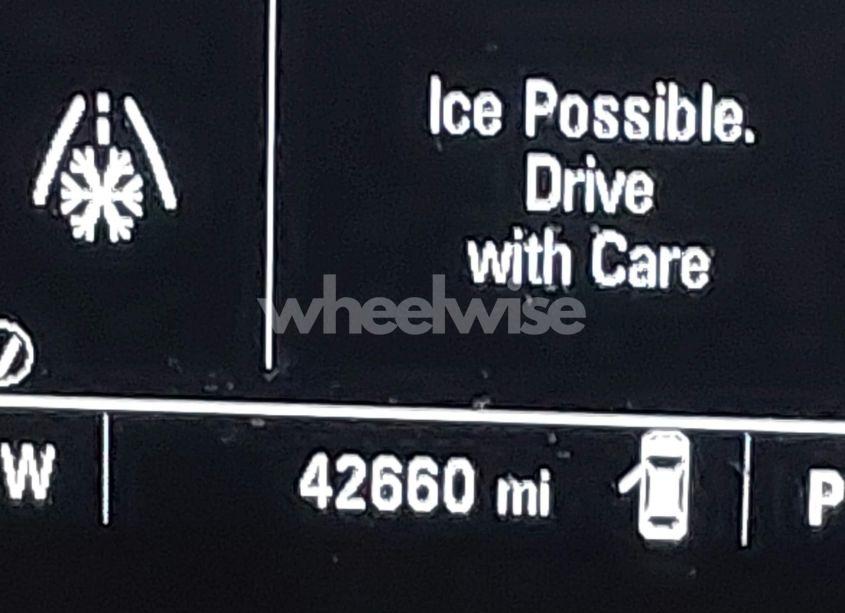 Ice Possible.
Drive
with Care
wheelwise
W
42660 mi
P